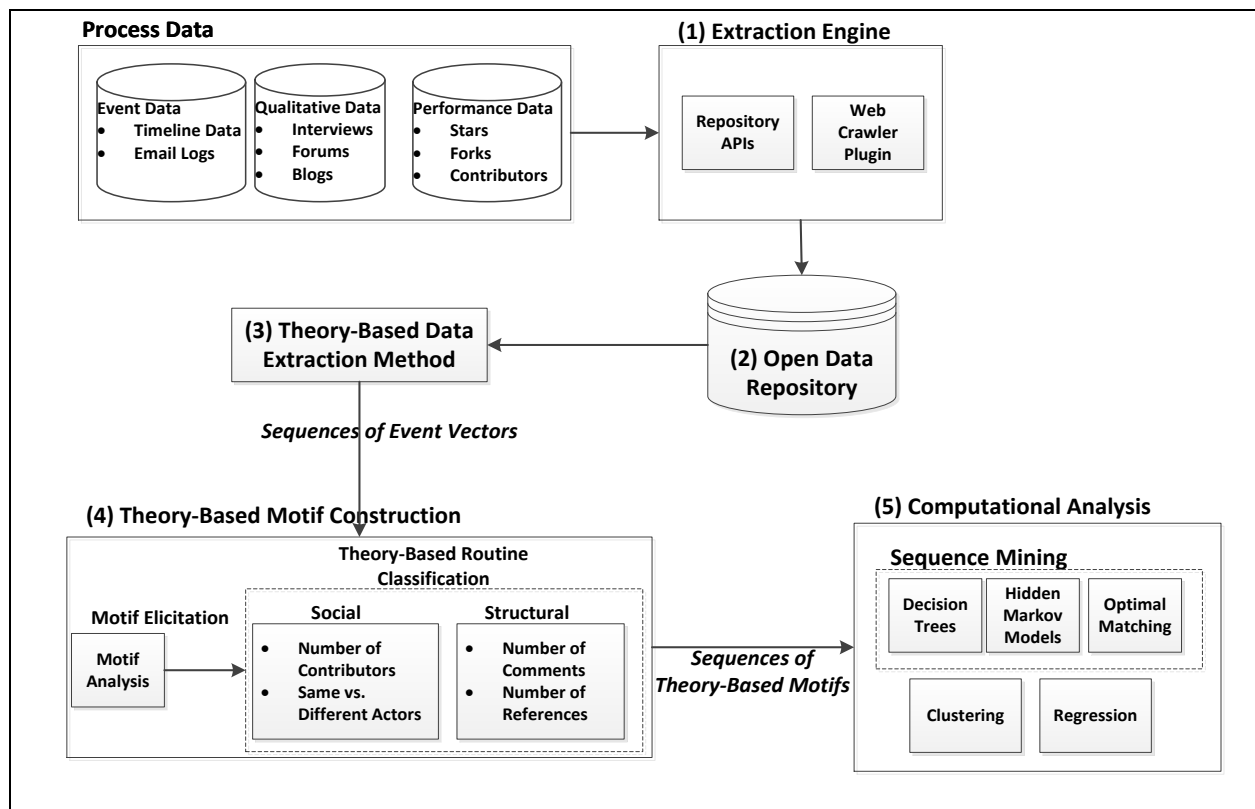 Process Data
Event Data
• Timeline Data
• Email Logs
Qualitative Data
• Interviews
• Forums
• Blogs
Performance Data
• Stars
• Forks
• Contributors
(1) Extraction Engine
Repository
APIs
Web
Crawler
Plugin
(2) Open Data
Repository
(3) Theory-Based Data
Extraction Method
Sequences of Event Vectors
(4) Theory-Based Motif Construction
Theory-Based Routine
Classification
Motif Elicitation
Motif
Analysis
Social
• Number of
Contributors
• Same vs.
Different Actors
Structural
• Number of
Comments
• Number of
References
Sequences of
Theory-Based Motifs
(5) Computational Analysis
Sequence Mining
Decision
Trees
Hidden
Markov
Models
Optimal
Matching
Clustering
Regression